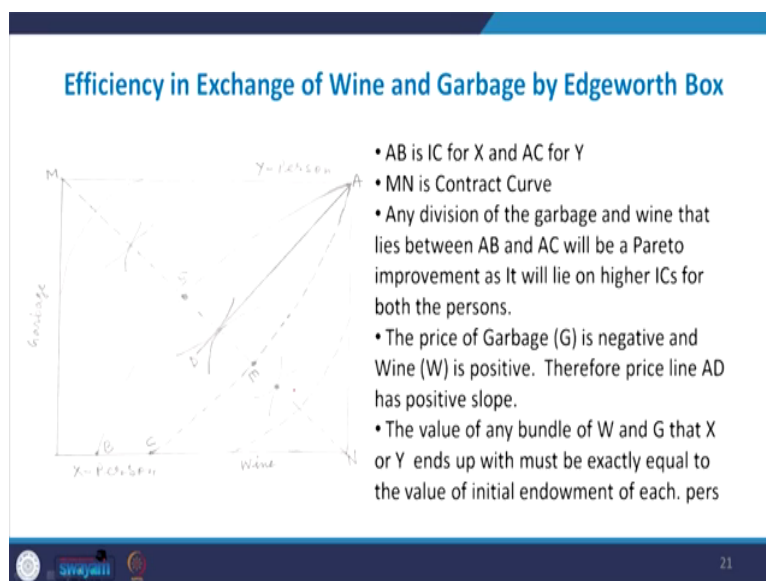 Efficiency in Exchange of Wine and Garbage by Edgeworth Box
M
Y-Person
A
Garbage
S
D
E
B
C
X-Person
Wine
N
• AB is IC for X and AC for Y
• MN is Contract Curve
• Any division of the garbage and wine that
lies between AB and AC will be a Pareto
improvement as It will lie on higher ICs for
both the persons.
• The price of Garbage (G) is negative and
Wine (W) is positive. Therefore price line AD
has positive slope.
• The value of any bundle of W and G that X
or Y ends up with must be exactly equal to
the value of initial endowment of each. pers
swayam
21